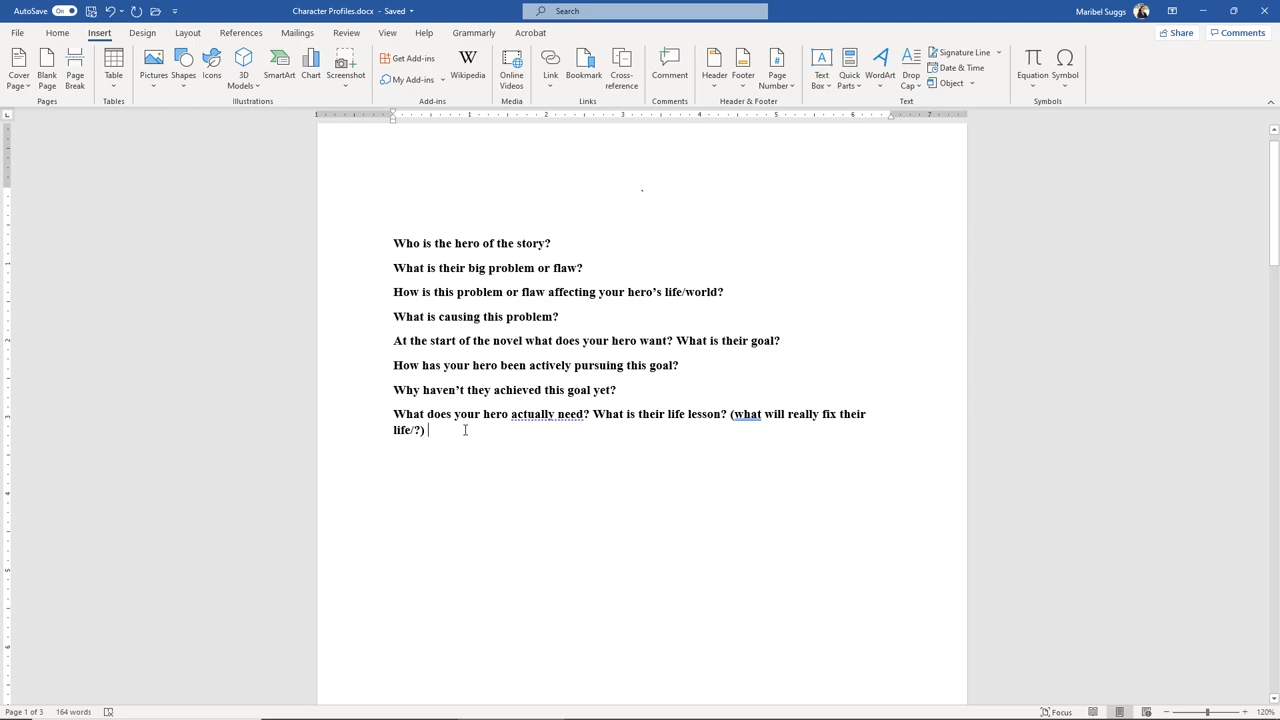 AutoSave On Character Profiles.docx - Saved Search Maribel Suggs
File Home Insert Design Layout References Mailings Review View Help Grammarly Acrobat Share Comments
Cover Page Blank Page Page Break Table Pictures Shapes Icons 3D Models SmartArt Chart Screenshot Get Add-ins My Add-ins Wikipedia Online Videos Link Bookmark Cross-reference Comment Header Footer Page Number Text Box Quick Parts WordArt Drop Cap Signature Line Date & Time Object Equation Symbol
Pages Tables Illustrations Add-ins Media Links Comments Header & Footer Text Symbols
1 1 2 3 4 5 6 7
Who is the hero of the story?
What is their big problem or flaw?
How is this problem or flaw affecting your hero’s life/world?
What is causing this problem?
At the start of the novel what does your hero want? What is their goal?
How has your hero been actively pursuing this goal?
Why haven’t they achieved this goal yet?
What does your hero actually need? What is their life lesson? (what will really fix their
life/?)
Page 1 of 3 164 words Focus 120%